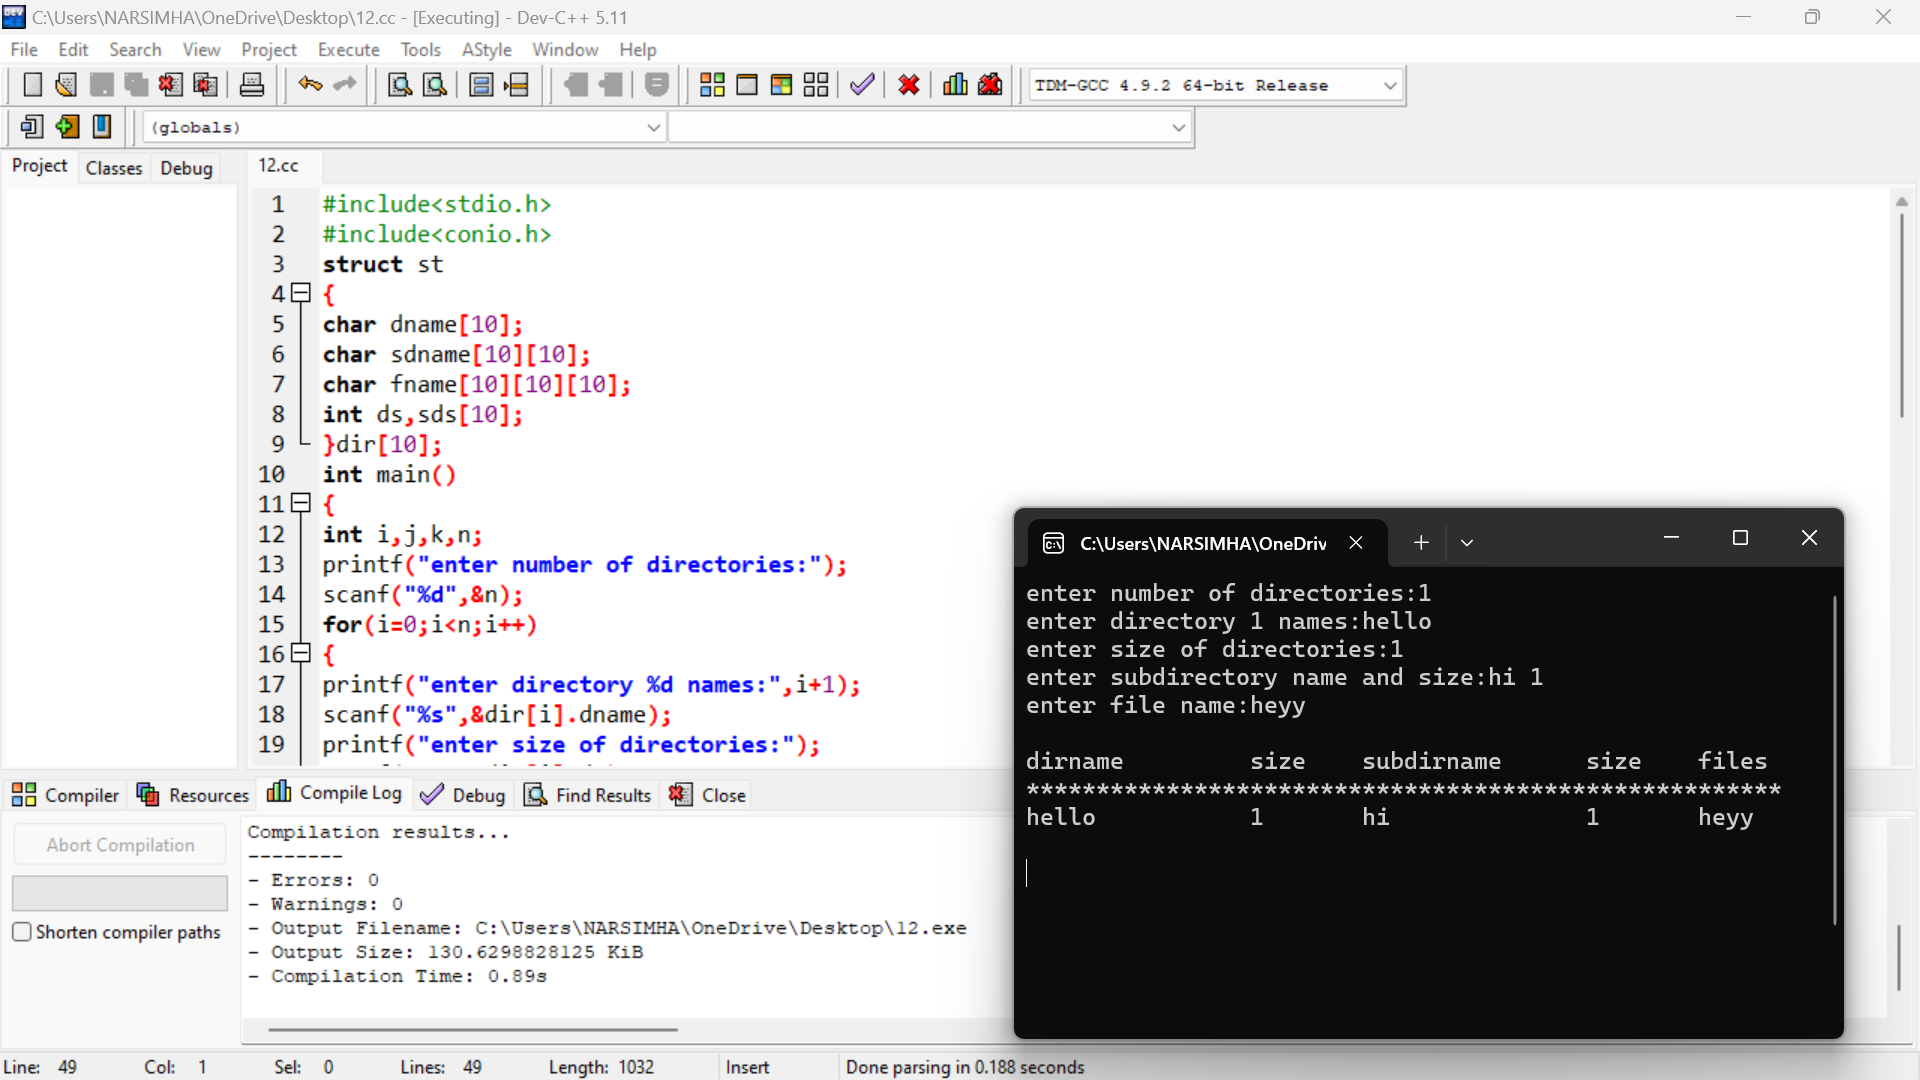 C:\Users\NARSIMHA\OneDrive\Desktop\12.cc - [Executing] - Dev-C++ 5.11
File Edit Search View Project Execute Tools AStyle Window Help
TDM-GCC 4.9.2 64-bit Release
(globals)
Project Classes Debug
12.cc
1 #include<stdio.h>
2 #include<conio.h>
3 struct st
4 {
5 char dname[10];
6 char sdname[10][10];
7 char fname[10][10][10];
8 int ds,sds[10];
9 }dir[10];
10 int main()
11 {
12 int i,j,k,n;
13 printf("enter number of directories:");
14 scanf("%d",&n);
15 for(i=0;i<n;i++)
16 {
17 printf("enter directory %d names:",i+1);
18 scanf("%s",&dir[i].dname);
19 printf("enter size of directories:");
C:\Users\NARSIMHA\OneDriv
enter number of directories:1
enter directory 1 names:hello
enter size of directories:1
enter subdirectory name and size:hi 1
enter file name:heyy
dirname size subdirname size files
******************************************************
hello 1 hi 1 heyy
Compiler Resources Compile Log Debug Find Results Close
Abort Compilation
Shorten compiler paths
Compilation results...
--------
- Errors: 0
- Warnings: 0
- Output Filename: C:\Users\NARSIMHA\OneDrive\Desktop\12.exe
- Output Size: 130.6298828125 KiB
- Compilation Time: 0.89s
Line: 49 Col: 1 Sel: 0 Lines: 49 Length: 1032 Insert Done parsing in 0.188 seconds